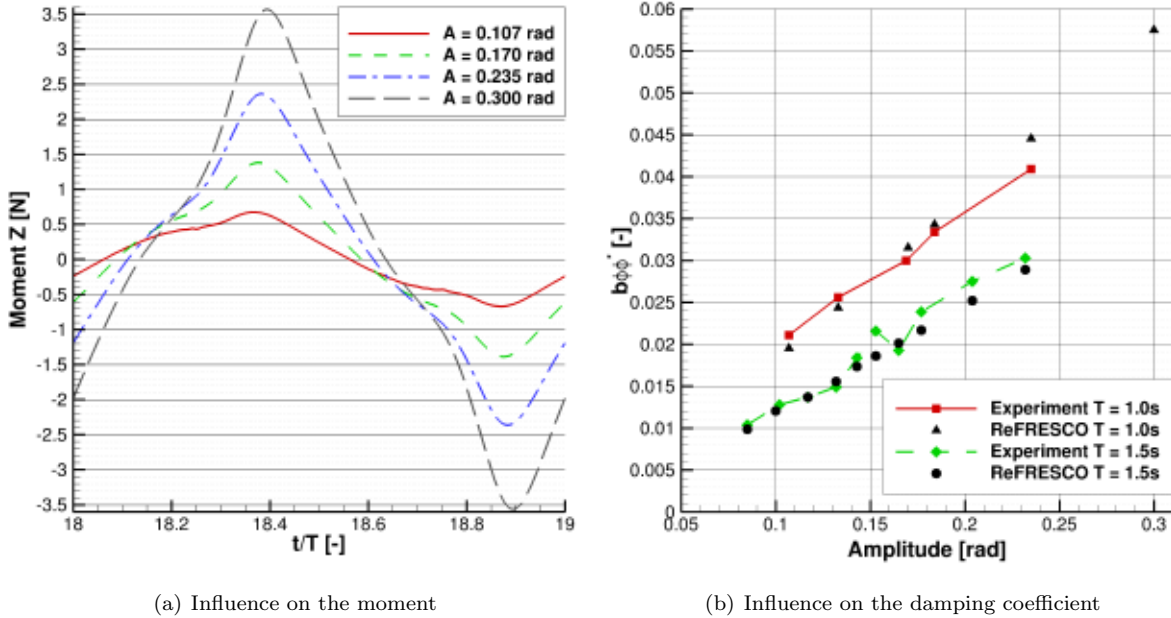 3.5
3
2.5
2
1.5
1
0.5
0
-0.5
-1
-1.5
-2
-2.5
-3
-3.5
Moment Z [N]
18
18.2
18.4
18.6
18.8
19
t/T [-]
A = 0.107 rad
A = 0.170 rad
A = 0.235 rad
A = 0.300 rad
(a) Influence on the moment
0.06
0.055
0.05
0.045
0.04
0.035
0.03
0.025
0.02
0.015
0.01
0.005
0
bϕϕ* [-]
0.05
0.1
0.15
0.2
0.25
0.3
Amplitude [rad]
Experiment T = 1.0s
ReFRESCO T = 1.0s
Experiment T = 1.5s
ReFRESCO T = 1.5s
(b) Influence on the damping coefficient